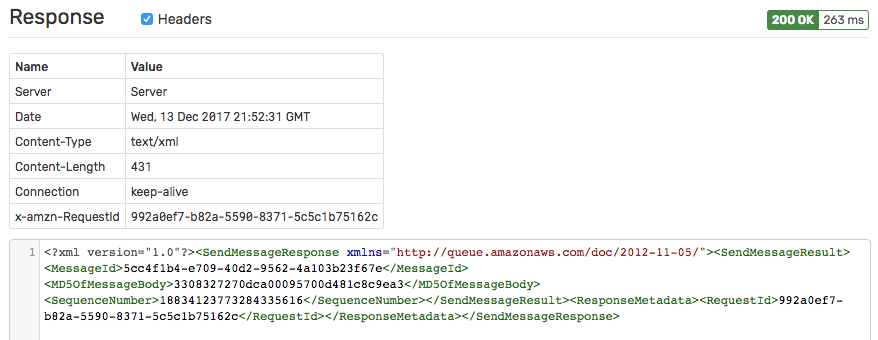 Response Headers 200 OK 263 ms
Name Value
Server Server
Date Wed, 13 Dec 2017 21:52:31 GMT
Content-Type text/xml
Content-Length 431
Connection keep-alive
x-amzn-RequestId 992a0ef7-b82a-5590-8371-5c5c1b75162c
1 <?xml version="1.0"?><SendMessageResponse xmlns="http://queue.amazonaws.com/doc/2012-11-05/"><SendMessageResult>
<MessageId>5cc4f1b4-e709-40d2-9562-4a103b23f67e</MessageId>
<MD5OfMessageBody>3308327270dca00095700d481c8c9ea3</MD5OfMessageBody>
<SequenceNumber>18834123773284335616</SequenceNumber></SendMessageResult><ResponseMetadata><RequestId>992a0ef7-
b82a-5590-8371-5c5c1b75162c</RequestId></ResponseMetadata></SendMessageResponse>